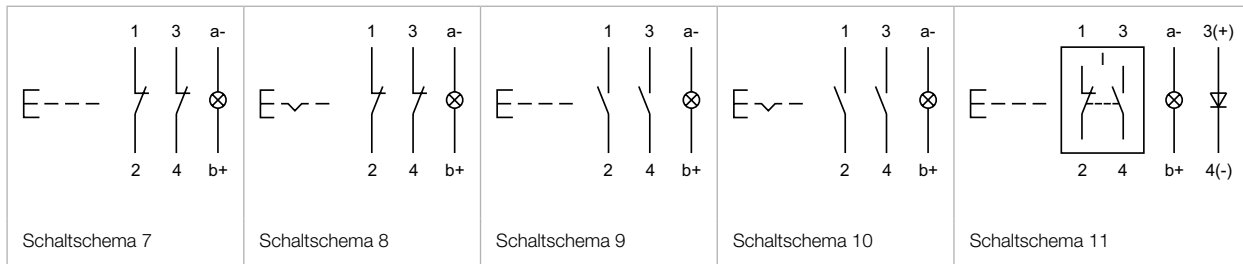 1 3 a-
2 4 b+
Schaltschema 7
1 3 a-
2 4 b+
Schaltschema 8
1 3 a-
2 4 b+
Schaltschema 9
1 3 a-
2 4 b+
Schaltschema 10
1 3 a- 3(+)
2 4 b+ 4(-)
Schaltschema 11